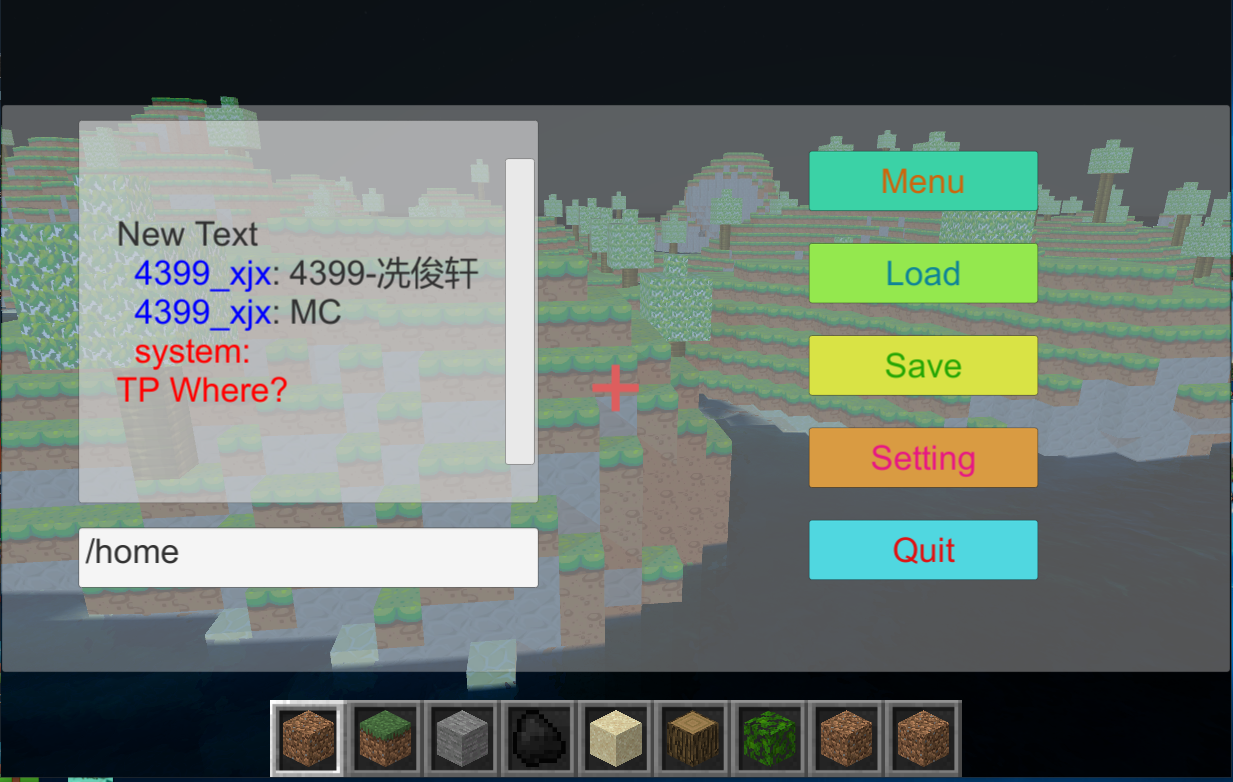 New Text
4399_xjx: 4399-冼俊轩
4399_xjx: MC
system:
TP Where?
/home
Menu
Load
Save
Setting
Quit